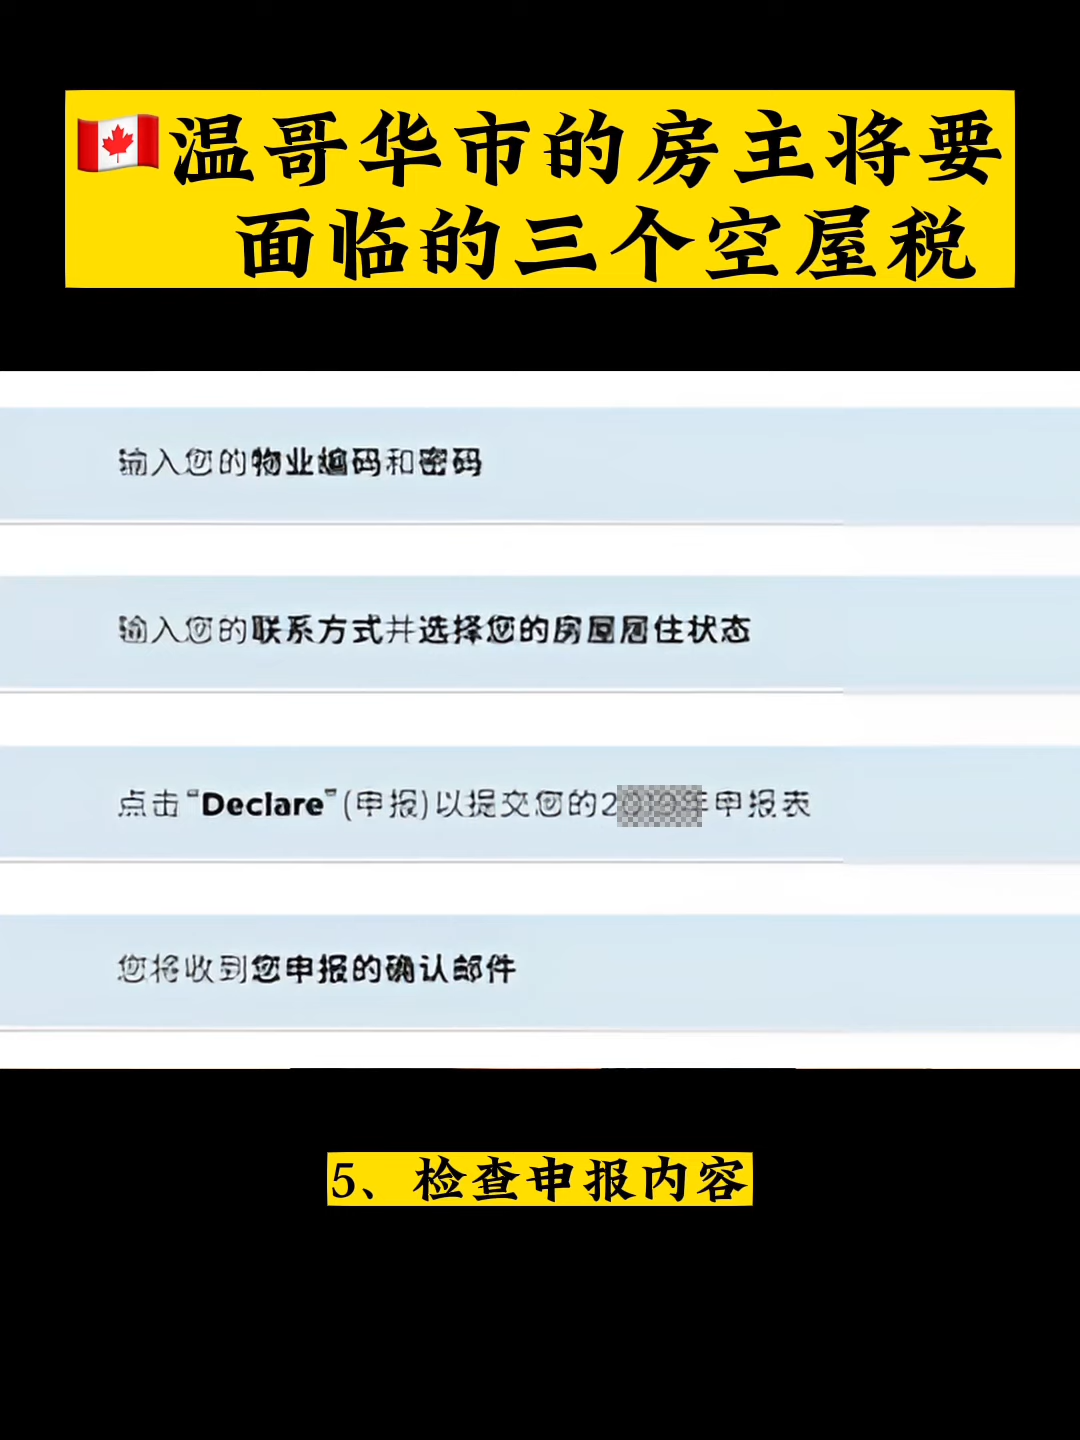 🇨🇦温哥华市的房主将要
面临的三个空屋税
输入您的物业编码和密码
输入您的联系方式并选择您的房屋居住状态
点击"Declare"(申报)以提交您的2年申报表
您将收到您申报的确认邮件
5、检查申报内容